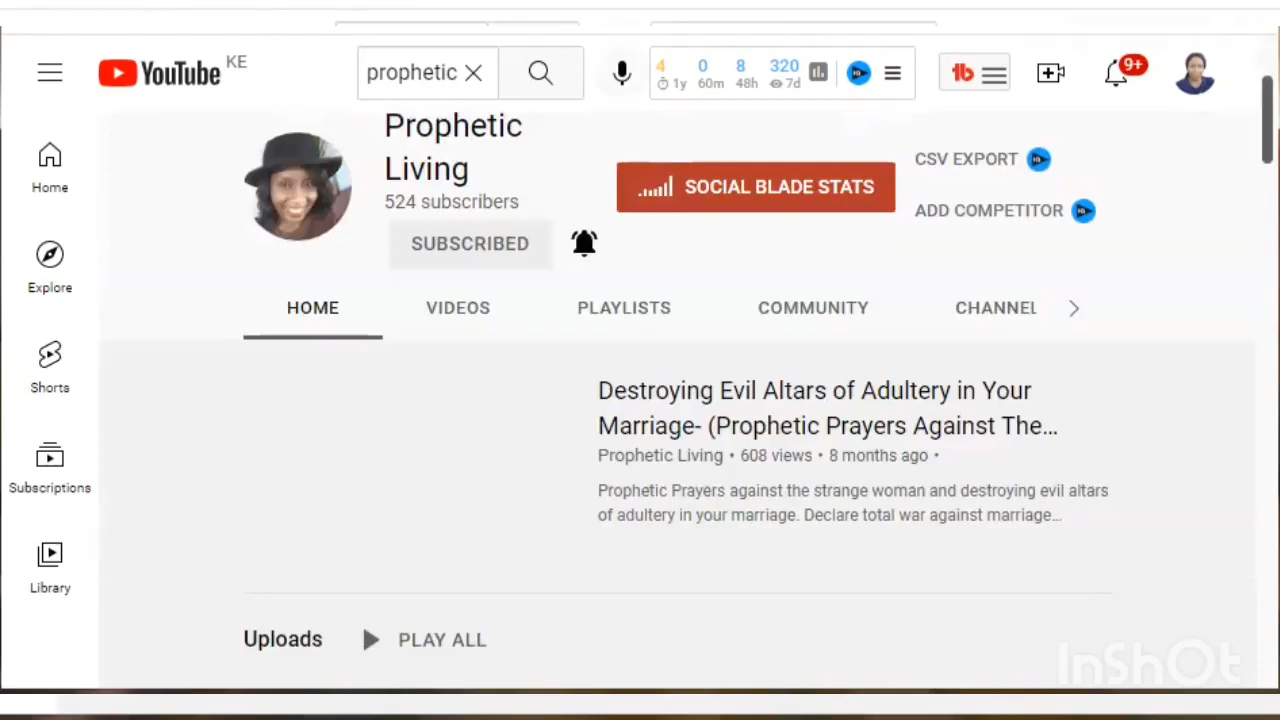 YouTube KE
prophetic
4 0 8 320
1y 60m 48h 7d
9+
Home
Explore
Shorts
Subscriptions
Library
Prophetic
Living
524 subscribers
SUBSCRIBED
SOCIAL BLADE STATS
CSV EXPORT
ADD COMPETITOR
HOME VIDEOS PLAYLISTS COMMUNITY CHANNEL
Destroying Evil Altars of Adultery in Your
Marriage- (Prophetic Prayers Against The...
Prophetic Living • 608 views • 8 months ago •
Prophetic Prayers against the strange woman and destroying evil altars
of adultery in your marriage. Declare total war against marriage...
Uploads PLAY ALL
InShOt